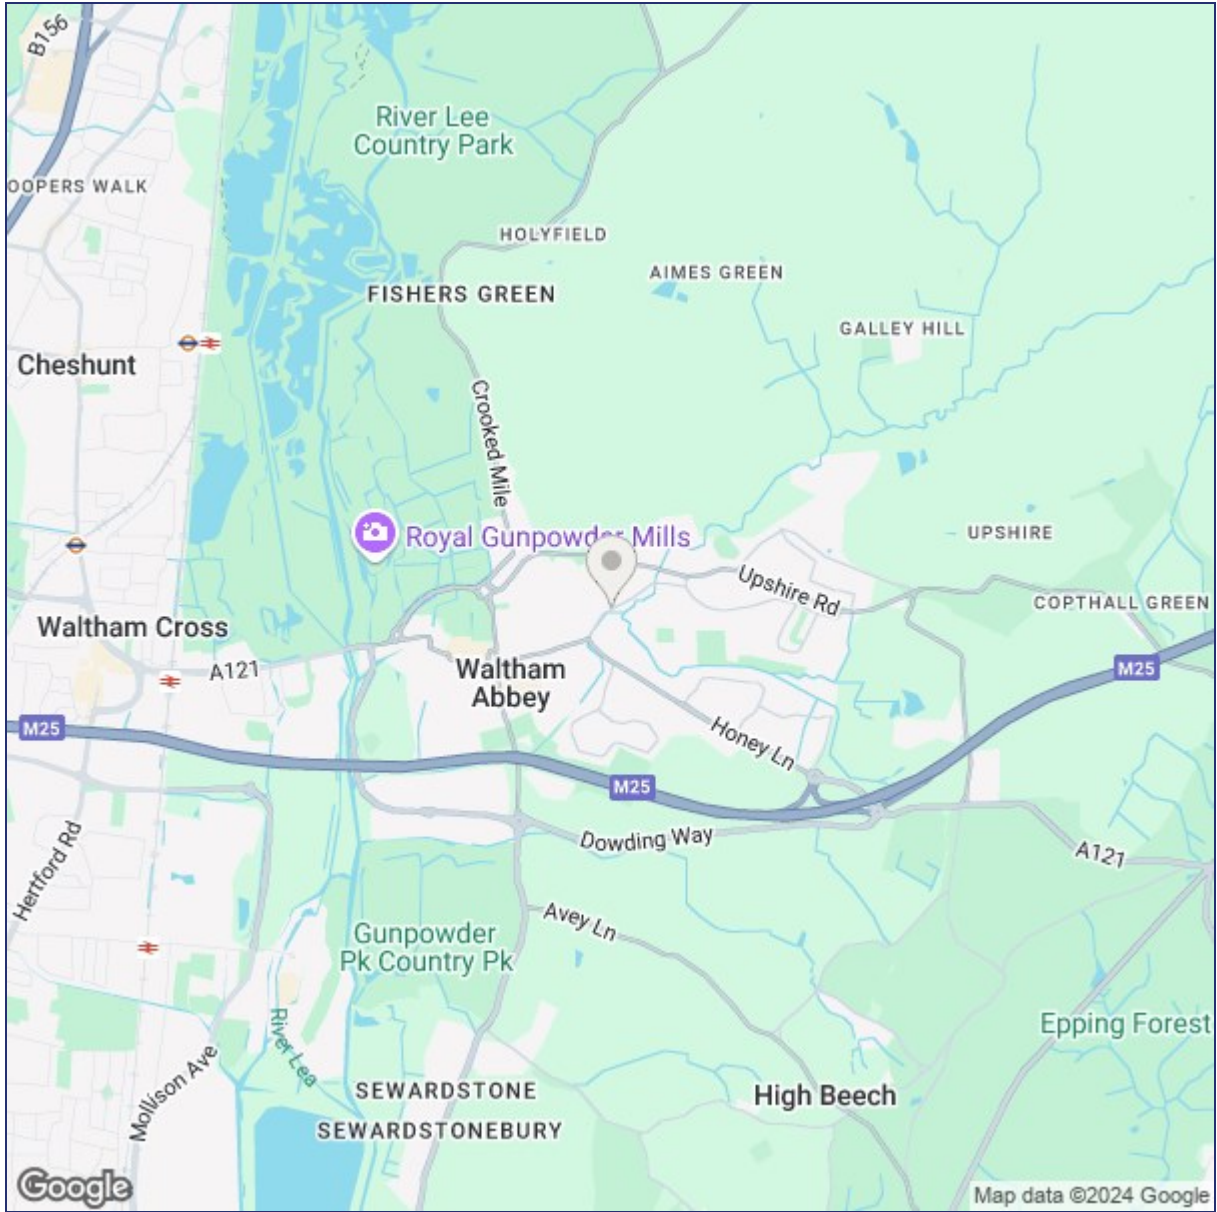 B156
River Lee
Country Park
OOPERS WALK
HOLYFIELD
AIMES GREEN
FISHERS GREEN
GALLEY HILL
Cheshunt
Crooked Mile
Royal Gunpowder Mills
UPSHIRE
Upshire Rd
COPTHALL GREEN
Waltham Cross
A121
Waltham
Abbey
M25
M25
Honey Ln
M25
Dowding Way
A121
Hertford Rd
Avey Ln
Gunpowder
Pk Country Pk
River Lea
Epping Forest
Mollison Ave
SEWARDSTONE
High Beech
SEWARDSTONEBURY
Google
Map data ©2024 Google